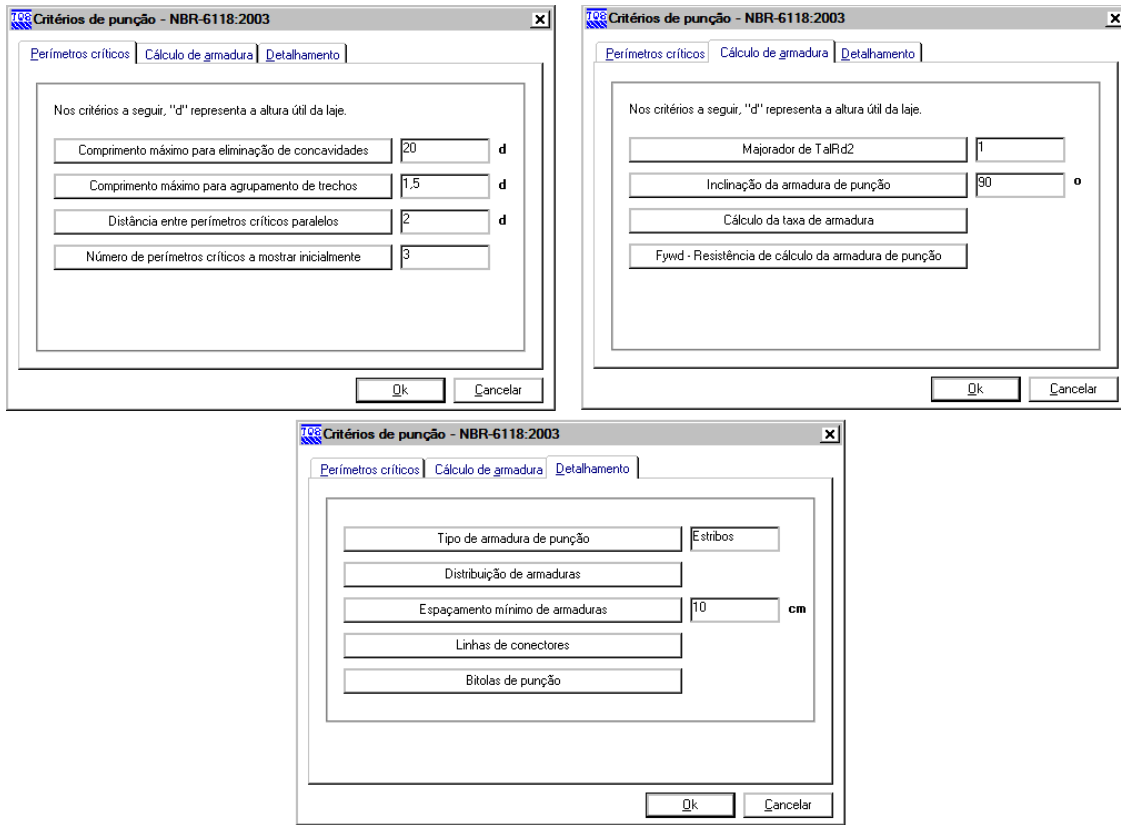 TQS Critérios de punção - NBR-6118:2003
Perímetros críticos Cálculo de armadura Detalhamento
Nos critérios a seguir, "d" representa a altura útil da laje.
Comprimento máximo para eliminação de concavidades 20 d
Comprimento máximo para agrupamento de trechos 1,5 d
Distância entre perímetros críticos paralelos 2 d
Número de perímetros críticos a mostrar inicialmente 3
Ok Cancelar
TQS Critérios de punção - NBR-6118:2003
Perímetros críticos Cálculo de armadura Detalhamento
Nos critérios a seguir, "d" representa a altura útil da laje.
Majorador de TalRd2 1
Inclinação da armadura de punção 90 o
Cálculo da taxa de armadura
Fywd - Resistência de cálculo da armadura de punção
Ok Cancelar
TQS Critérios de punção - NBR-6118:2003
Perímetros críticos Cálculo de armadura Detalhamento
Tipo de armadura de punção Estribos
Distribuição de armaduras
Espaçamento mínimo de armaduras 10 cm
Linhas de conectores
Bitolas de punção
Ok Cancelar